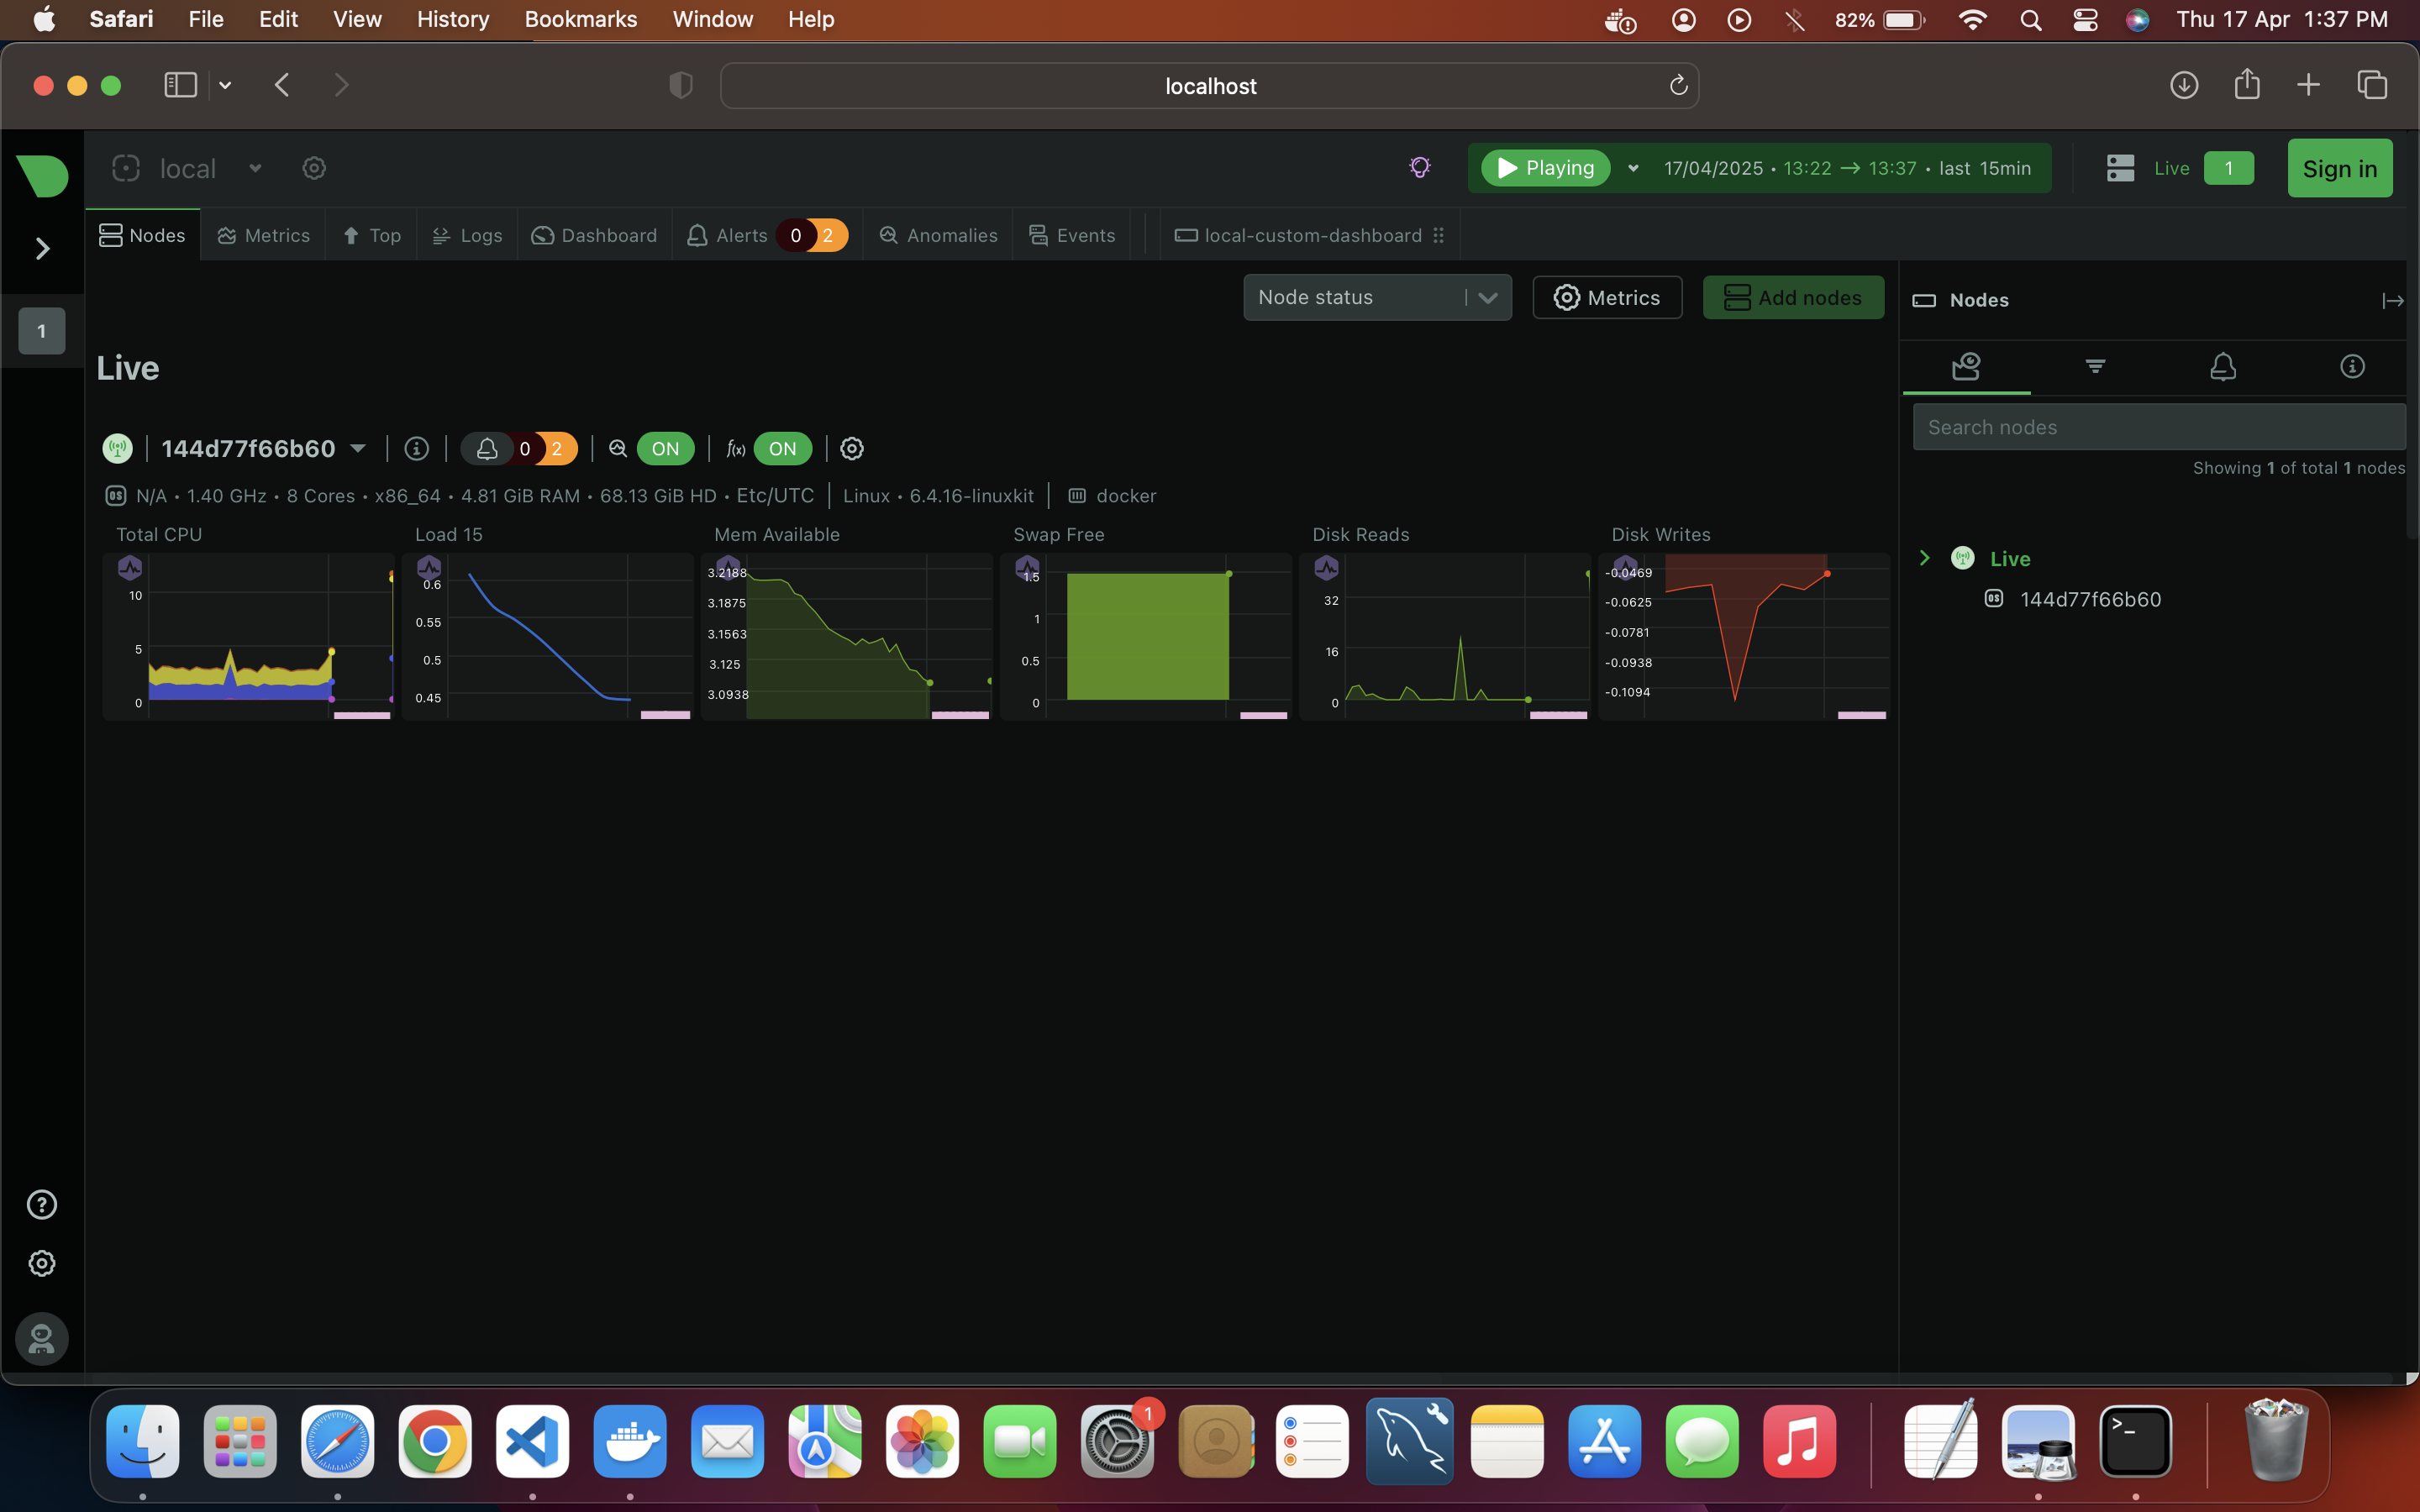 Safari File Edit View History Bookmarks Window Help 82% Thu 17 Apr 1:37 PM
localhost
local Playing 17/04/2025 • 13:22 → 13:37 • last 15min Live 1 Sign in
Nodes Metrics Top Logs Dashboard Alerts 0 2 Anomalies Events local-custom-dashboard
1
Node status Metrics Add nodes
Nodes
Live
Search nodes
Showing 1 of total 1 nodes
144d77f66b60 0 2 ON f(x) ON
OS N/A • 1.40 GHz • 8 Cores • x86_64 • 4.81 GiB RAM • 68.13 GiB HD • Etc/UTC Linux • 6.4.16-linuxkit docker
Live
OS 144d77f66b60
Total CPU
10
5
0
Load 15
0.6
0.55
0.5
0.45
Mem Available
3.2188
3.1875
3.1563
3.125
3.0938
Swap Free
1.5
1
0.5
0
Disk Reads
32
16
0
Disk Writes
-0.0469
-0.0625
-0.0781
-0.0938
-0.1094
?
1
>_